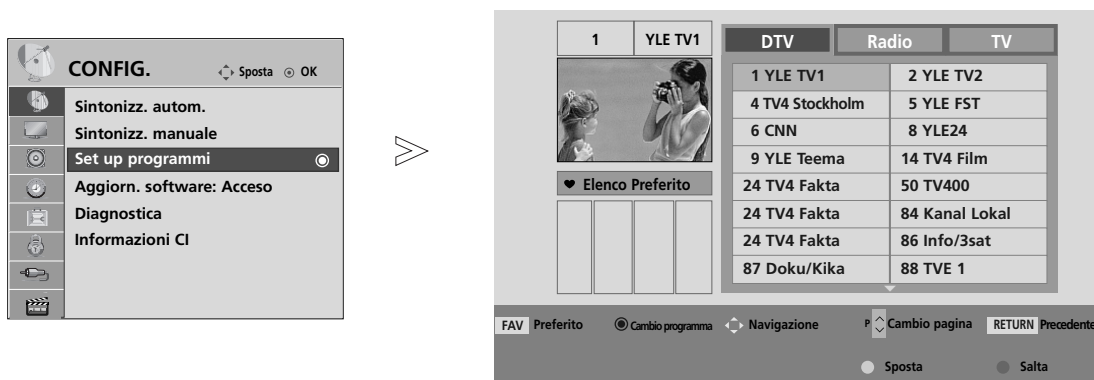 CONFIG.
Sposta OK
Sintonizz. autom.
Sintonizz. manuale
Set up programmi
Aggiorn. software: Acceso
Diagnostica
Informazioni CI
1 YLE TV1
Elenco Preferito
DTV Radio TV
1 YLE TV1 2 YLE TV2
4 TV4 Stockholm 5 YLE FST
6 CNN 8 YLE24
9 YLE Teema 14 TV4 Film
24 TV4 Fakta 50 TV400
24 TV4 Fakta 84 Kanal Lokal
24 TV4 Fakta 86 Info/3sat
87 Doku/Kika 88 TVE 1
FAV Preferito Cambio programma Navigazione P Cambio pagina RETURN Precedente
Sposta Salta